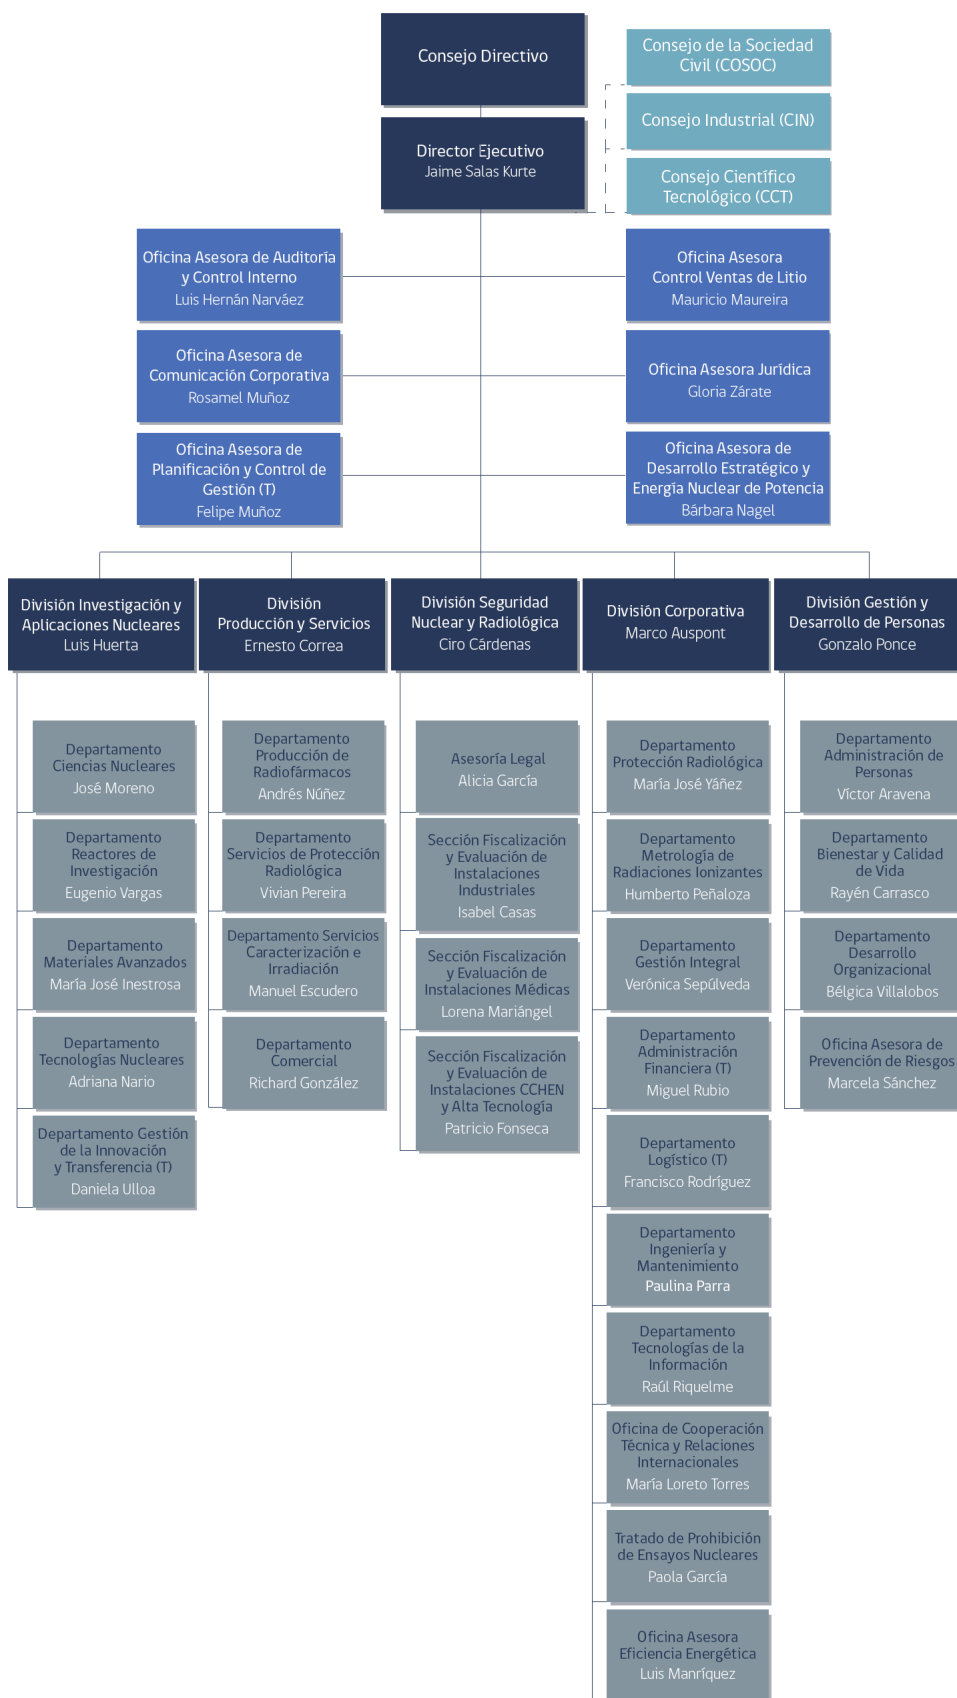 Consejo Directivo
Director Ejecutivo
Jaime Salas Kurte
Consejo de la Sociedad
Civil (COSOC)
Consejo Industrial (CIN)
Consejo Científico
Tecnológico (CCT)
Oficina Asesora de Auditoría
y Control Interno
Luis Hernán Narváez
Oficina Asesora
Control Ventas de Litio
Mauricio Maureira
Oficina Asesora de
Comunicación Corporativa
Rosamel Muñoz
Oficina Asesora Jurídica
Gloria Zárate
Oficina Asesora de
Planificación y Control de
Gestión (T)
Felipe Muñoz
Oficina Asesora de
Desarrollo Estratégico y
Energía Nuclear de Potencia
Bárbara Nagel
División Investigación y
Aplicaciones Nucleares
Luis Huerta
División
Producción y Servicios
Ernesto Correa
División Seguridad
Nuclear y Radiológica
Ciro Cárdenas
División Corporativa
Marco Auspont
División Gestión y
Desarrollo de Personas
Gonzalo Ponce
Departamento
Ciencias Nucleares
José Moreno
Departamento
Reactores de
Investigación
Eugenio Vargas
Departamento
Materiales Avanzados
María José Inestrosa
Departamento
Tecnologías Nucleares
Adriana Nario
Departamento Gestión
de la Innovación
y Transferencia (T)
Daniela Ulloa
Departamento
Producción de
Radiofármacos
Andrés Núñez
Departamento
Servicios de Protección
Radiológica
Vivian Pereira
Departamento Servicios
Caracterización e
Irradiación
Manuel Escudero
Departamento
Comercial
Richard González
Asesoría Legal
Alicia García
Sección Fiscalización
y Evaluación de
Instalaciones
Industriales
Isabel Casas
Sección Fiscalización
y Evaluación de
Instalaciones Médicas
Lorena Mariángel
Sección Fiscalización
y Evaluación de
Instalaciones CCHEN
y Alta Tecnología
Patricio Fonseca
Departamento
Protección Radiológica
María José Yáñez
Departamento
Metrología de
Radiaciones Ionizantes
Humberto Peñaloza
Departamento
Gestión Integral
Verónica Sepúlveda
Departamento
Administración
Financiera (T)
Miguel Rubio
Departamento
Logístico (T)
Francisco Rodríguez
Departamento
Ingeniería y
Mantenimiento
Paulina Parra
Departamento
Tecnologías de la
Información
Raúl Riquelme
Oficina de Cooperación
Técnica y Relaciones
Internacionales
María Loreto Torres
Tratado de Prohibición
de Ensayos Nucleares
Paola García
Oficina Asesora
Eficiencia Energética
Luis Manríquez
Departamento
Administración de
Personas
Víctor Aravena
Departamento
Bienestar y Calidad
de Vida
Rayén Carrasco
Departamento
Desarrollo
Organizacional
Bélgica Villalobos
Oficina Asesora de
Prevención de Riesgos
Marcela Sánchez